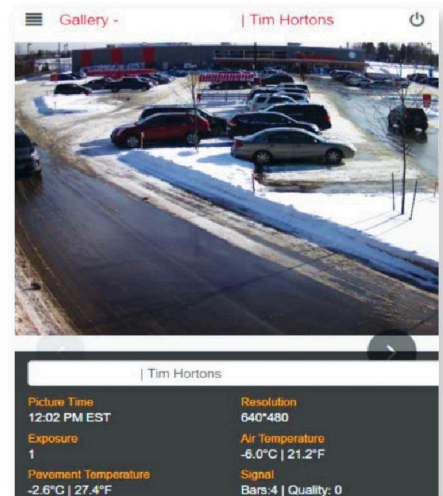 Gallery - | Tim Hortons
| Tim Hortons
Picture Time
12:02 PM EST
Resolution
640*480
Exposure
1
Air Temperature
-6.0°C | 21.2°F
Pavement Temperature
-2.6°C | 27.4°F
Signal
Bars:4 | Quality: 0